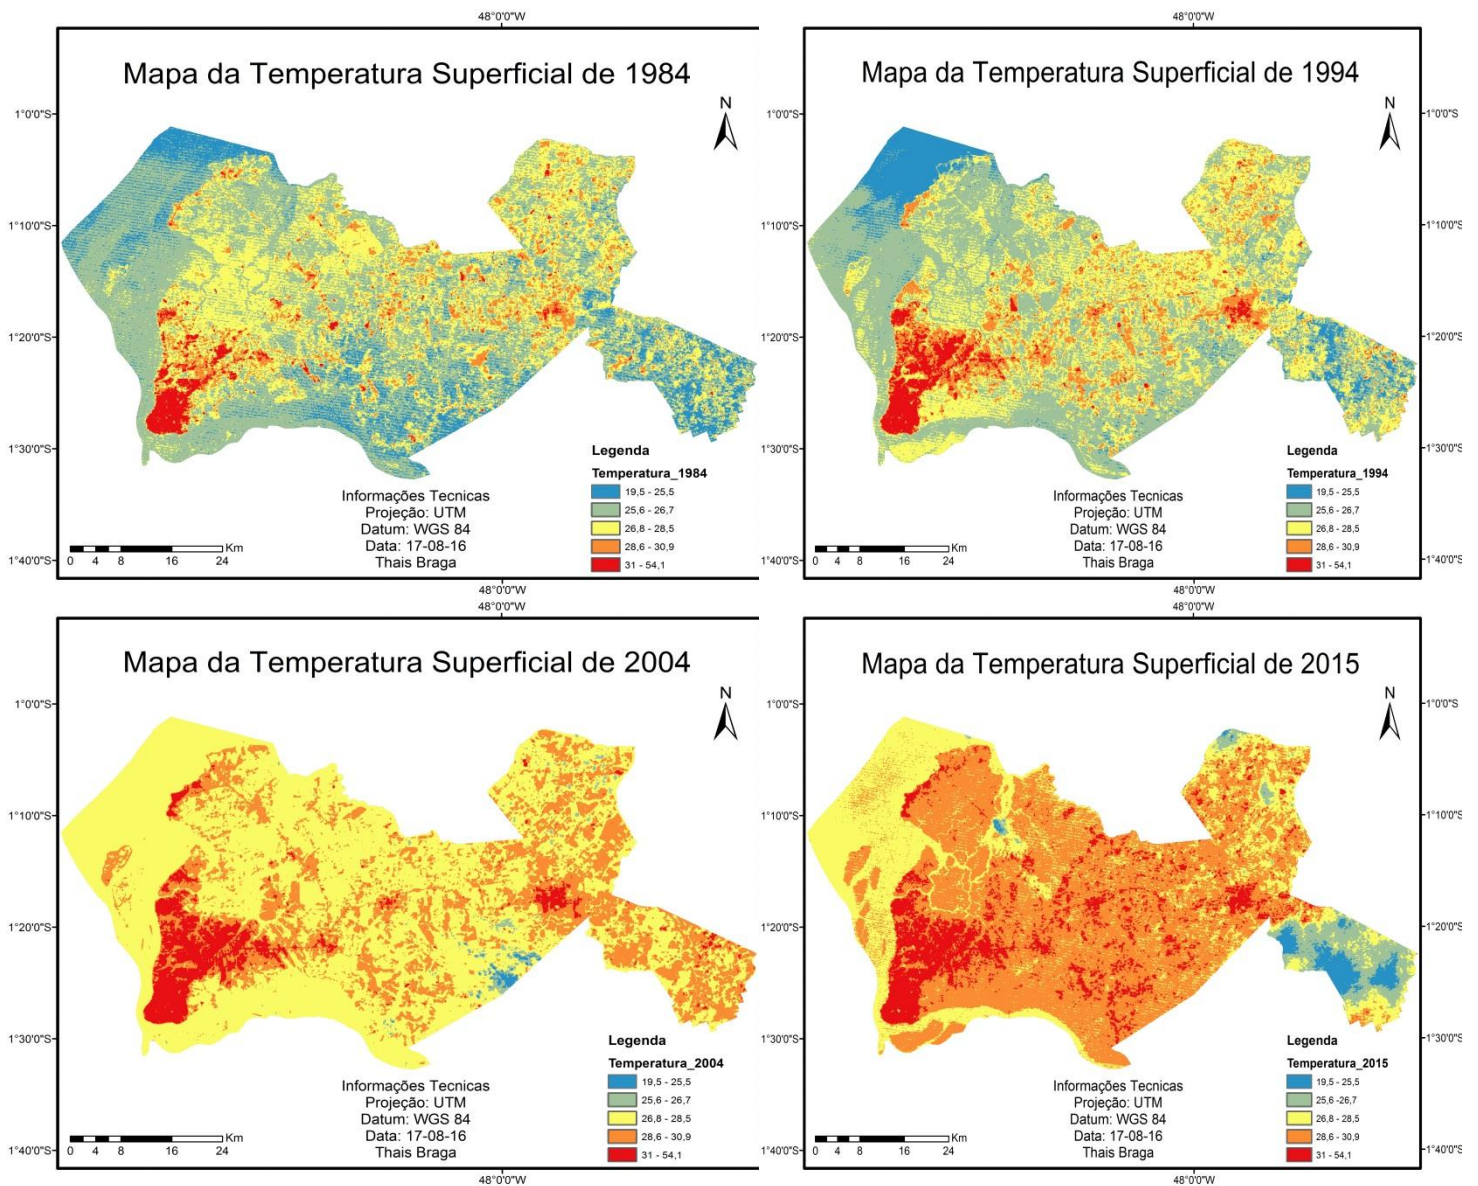 48°0'0"W
Mapa da Temperatura Superficial de 1984
N
1°0'0"S
1°10'0"S
1°20'0"S
1°30'0"S
1°40'0"S
Informações Tecnicas
Projeção: UTM
Datum: WGS 84
Data: 17-08-16
Thais Braga
0 4 8 16 24 Km
Legenda
Temperatura_1984
19,5 - 25,5
25,6 - 26,7
26,8 - 28,5
28,6 - 30,9
31 - 54,1
48°0'0"W
48°0'0"W
Mapa da Temperatura Superficial de 1994
N
1°0'0"S
1°10'0"S
1°20'0"S
1°30'0"S
1°40'0"S
Informações Tecnicas
Projeção: UTM
Datum: WGS 84
Data: 17-08-16
Thais Braga
0 4 8 16 24 Km
Legenda
Temperatura_1994
19,5 - 25,5
25,6 - 26,7
26,8 - 28,5
28,6 - 30,9
31 - 54,1
48°0'0"W
48°0'0"W
Mapa da Temperatura Superficial de 2004
N
1°0'0"S
1°10'0"S
1°20'0"S
1°30'0"S
1°40'0"S
Informações Tecnicas
Projeção: UTM
Datum: WGS 84
Data: 17-08-16
Thais Braga
0 4 8 16 24 Km
Legenda
Temperatura_2004
19,5 - 25,5
25,6 - 26,7
26,8 - 28,5
28,6 - 30,9
31 - 54,1
48°0'0"W
48°0'0"W
Mapa da Temperatura Superficial de 2015
N
1°0'0"S
1°10'0"S
1°20'0"S
1°30'0"S
1°40'0"S
Informações Tecnicas
Projeção: UTM
Datum: WGS 84
Data: 17-08-16
Thais Braga
0 4 8 16 24 Km
Legenda
Temperatura_2015
19,5 - 25,5
25,6 -26,7
26,8 - 28,5
28,6 - 30,9
31 - 54,1
48°0'0"W